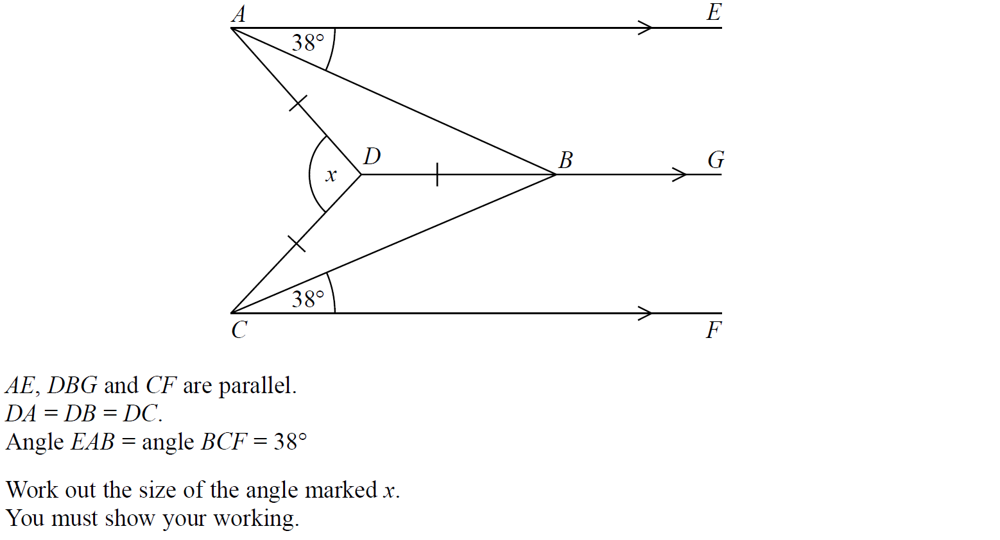 A
E
38°
D
B
G
x
38°
C
F
AE, DBG and CF are parallel.
DA = DB = DC.
Angle EAB = angle BCF = 38°
Work out the size of the angle marked x.
You must show your working.